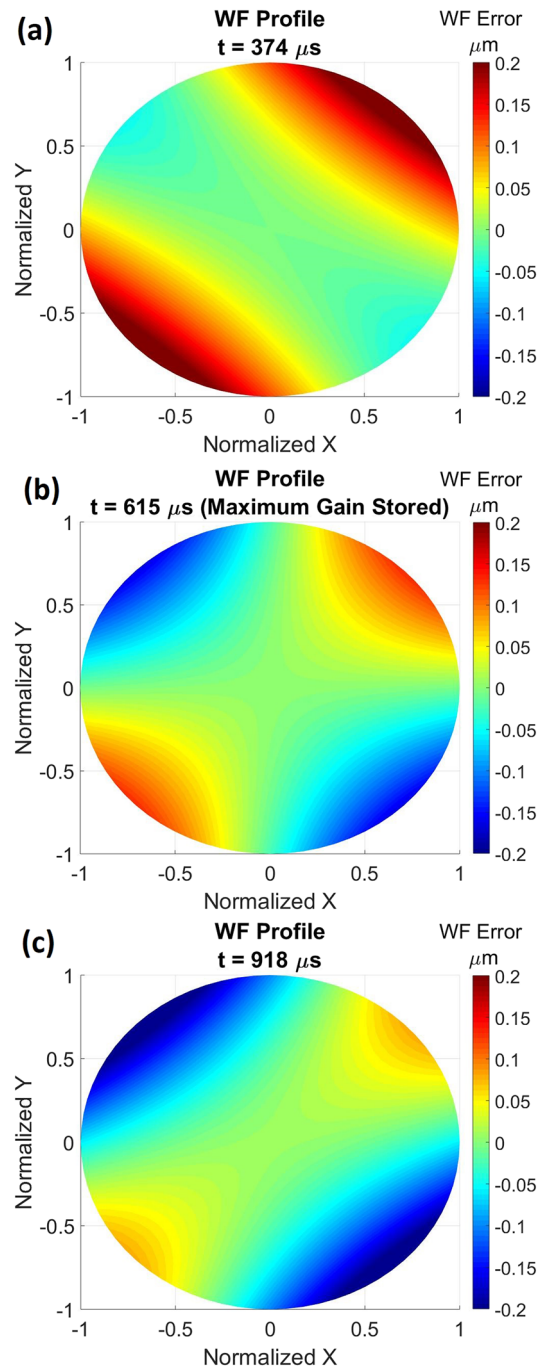 (a)
WF Profile
t = 374 μs
WF Error
μm
1
0.5
0
-0.5
-1
Normalized Y
-1 -0.5 0 0.5 1
Normalized X
0.2
0.15
0.1
0.05
0
-0.05
-0.1
-0.15
-0.2
(b)
WF Profile
t = 615 μs (Maximum Gain Stored)
WF Error
μm
1
0.5
0
-0.5
-1
Normalized Y
-1 -0.5 0 0.5 1
Normalized X
0.2
0.15
0.1
0.05
0
-0.05
-0.1
-0.15
-0.2
(c)
WF Profile
t = 918 μs
WF Error
μm
1
0.5
0
-0.5
-1
Normalized Y
-1 -0.5 0 0.5 1
Normalized X
0.2
0.15
0.1
0.05
0
-0.05
-0.1
-0.15
-0.2